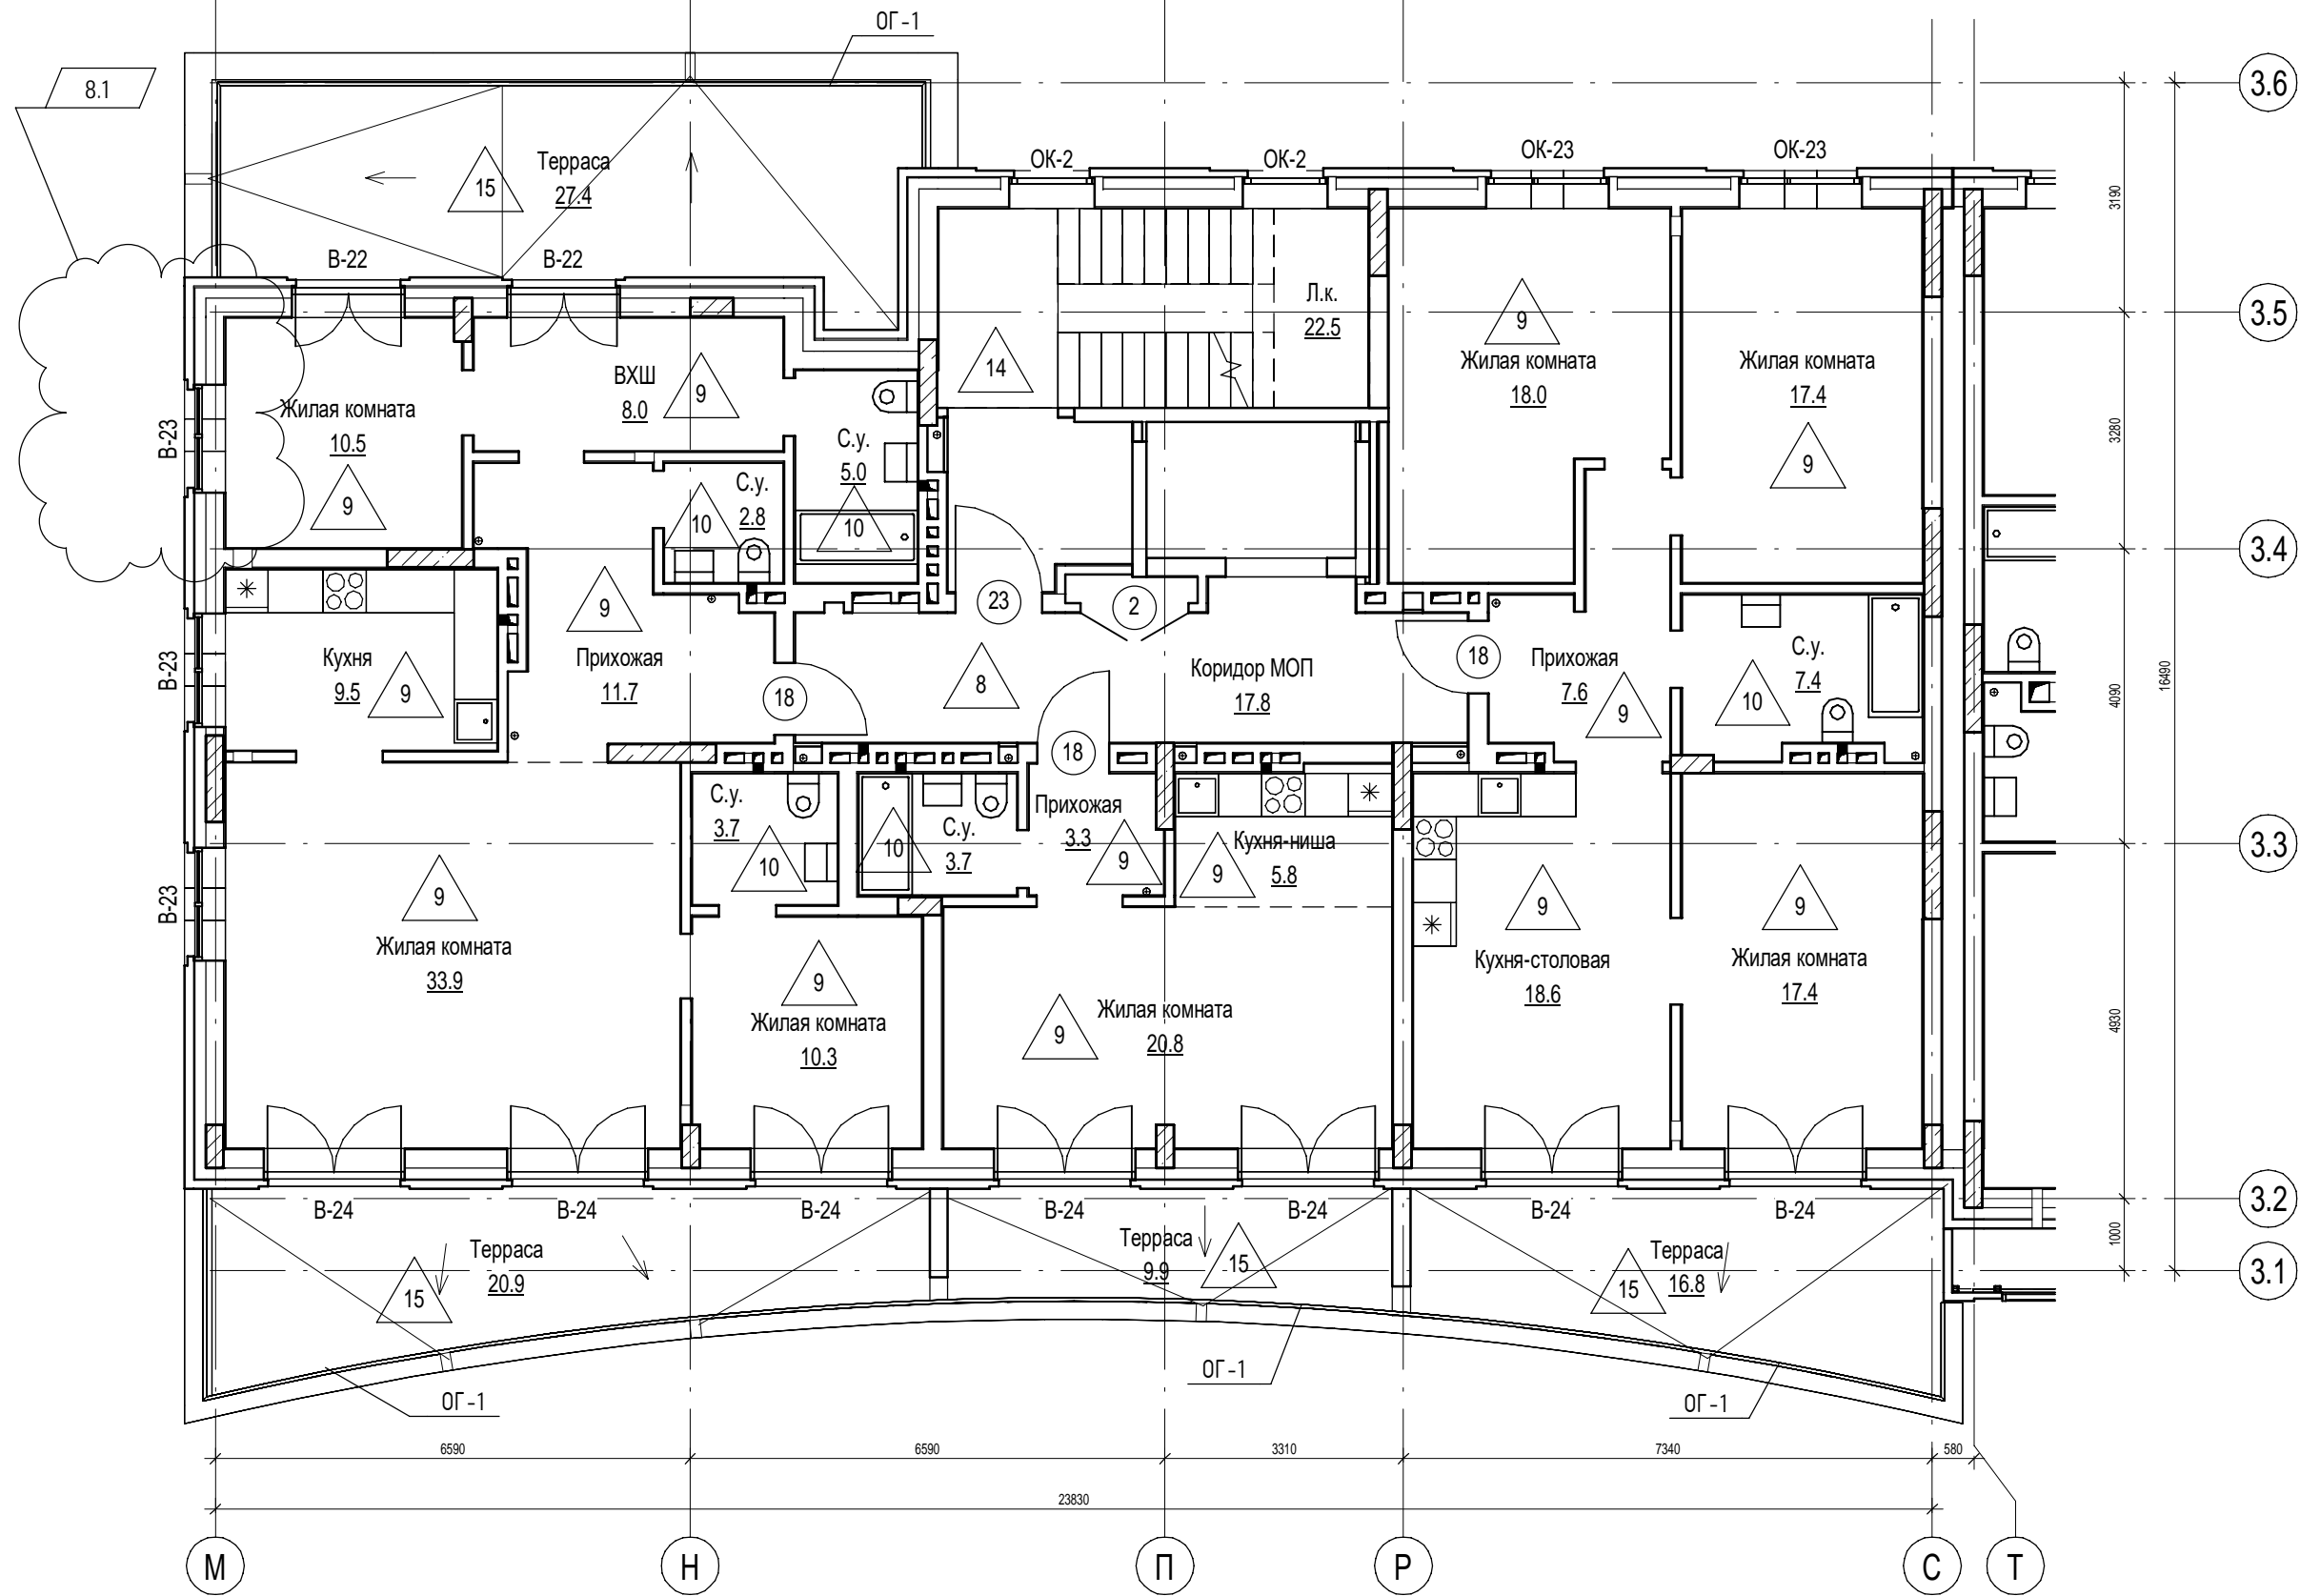 ОГ-1
8.1
3.6
Терраса
27.4
15
ОК-2
ОК-2
ОК-23
ОК-23
3190
В-22
В-22
Л.к.
22.5
9
3.5
14
ВХШ
8.0
9
Жилая комната
18.0
Жилая комната
17.4
9
Жилая комната
10.5
9
В-23
С.у.
5.0
10
3280
С.у.
2.8
10
3.4
23
2
9
Кухня
9.5
9
В-23
Прихожая
11.7
18
8
Коридор МОП
17.8
18
Прихожая
7.6
9
С.у.
7.4
10
4090
16490
18
С.у.
3.7
10
С.у.
3.7
10
Прихожая
3.3
9
Кухня-ниша
5.8
9
3.3
9
Жилая комната
33.9
В-23
9
Жилая комната
10.3
Жилая комната
20.8
9
9
Кухня-столовая
18.6
9
Жилая комната
17.4
4930
В-24
В-24
В-24
В-24
В-24
В-24
В-24
3.2
Терраса
20.9
15
Терраса
9.9
15
Терраса
16.8
15
1000
3.1
ОГ-1
ОГ-1
ОГ-1
6590
6590
3310
7340
580
23830
М
Н
П
Р
С
Т